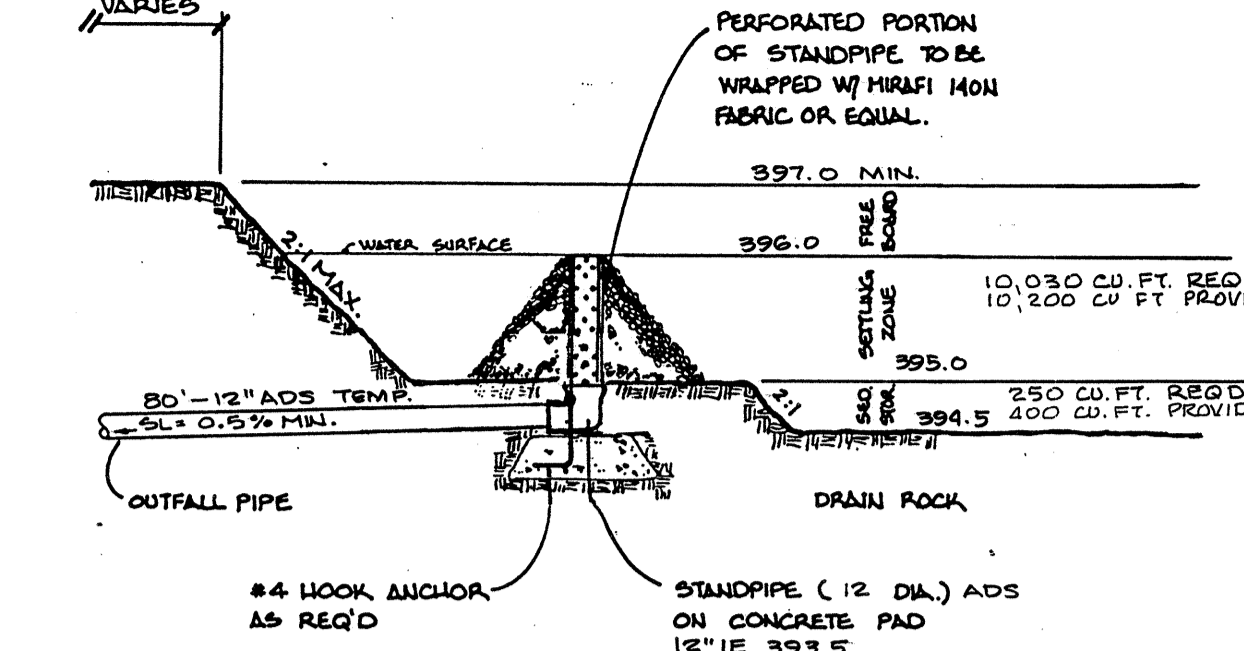 VARIES
PERFORATED PORTION
OF STANDPIPE TO BE
WRAPPED W/ MIRAFI 140N
FABRIC OR EQUAL.
397.0 MIN.
FREE
BOARD
2:1 MAX.
WATER SURFACE
396.0
SETTLING
ZONE
10,030 CU.FT. REQ
10,200 CU FT PROVI
395.0
80'-12" ADS TEMP.
SL= 0.5% MIN.
2:1
SED.
STOR.
394.5
250 CU.FT. REQD
400 CU.FT. PROVID
OUTFALL PIPE
DRAIN ROCK
#4 HOOK ANCHOR
AS REQ'D
STANDPIPE (12 DIA.) ADS
ON CONCRETE PAD
12" IE 393.5